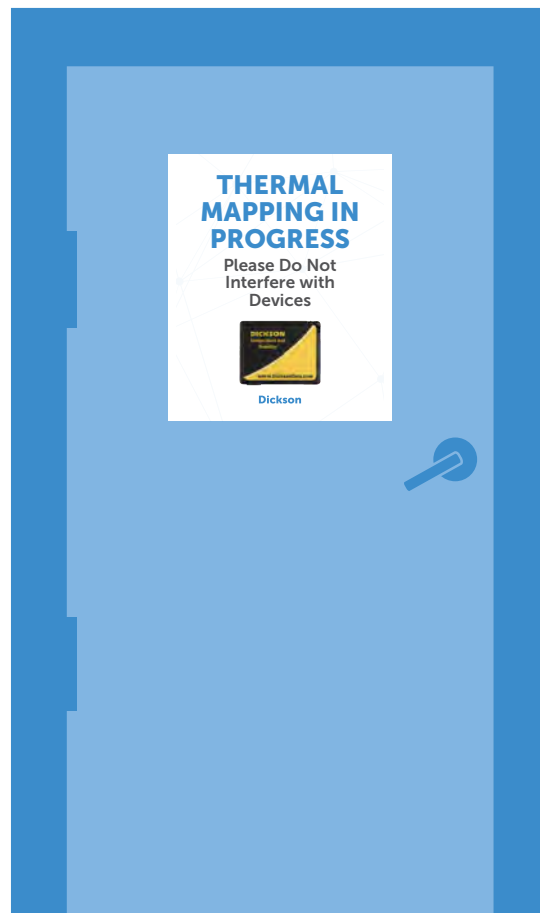 THERMAL
MAPPING IN
PROGRESS
Please Do Not
Interfere with
Devices
DICKSON
Dickson